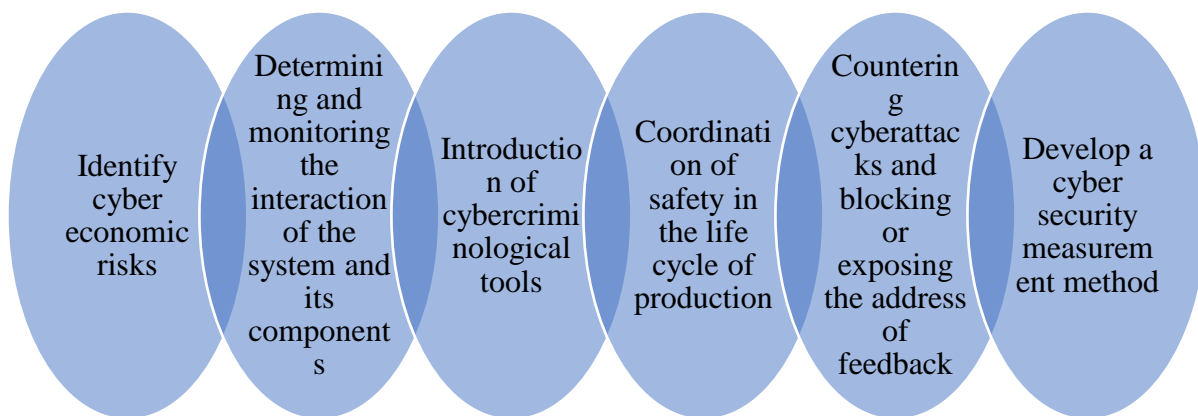 Identify
cyber
economic
risks
Determini
ng and
monitoring
the
interaction
of the
system and
its
component
s
Introductio
n of
cybercrimi
nological
tools
Coordinati
on of
safety in
the life
cycle of
production
Counterin
g
cyberattac
ks and
blocking
or
exposing
the address
of
feedback
Develop a
cyber
security
measurem
ent method